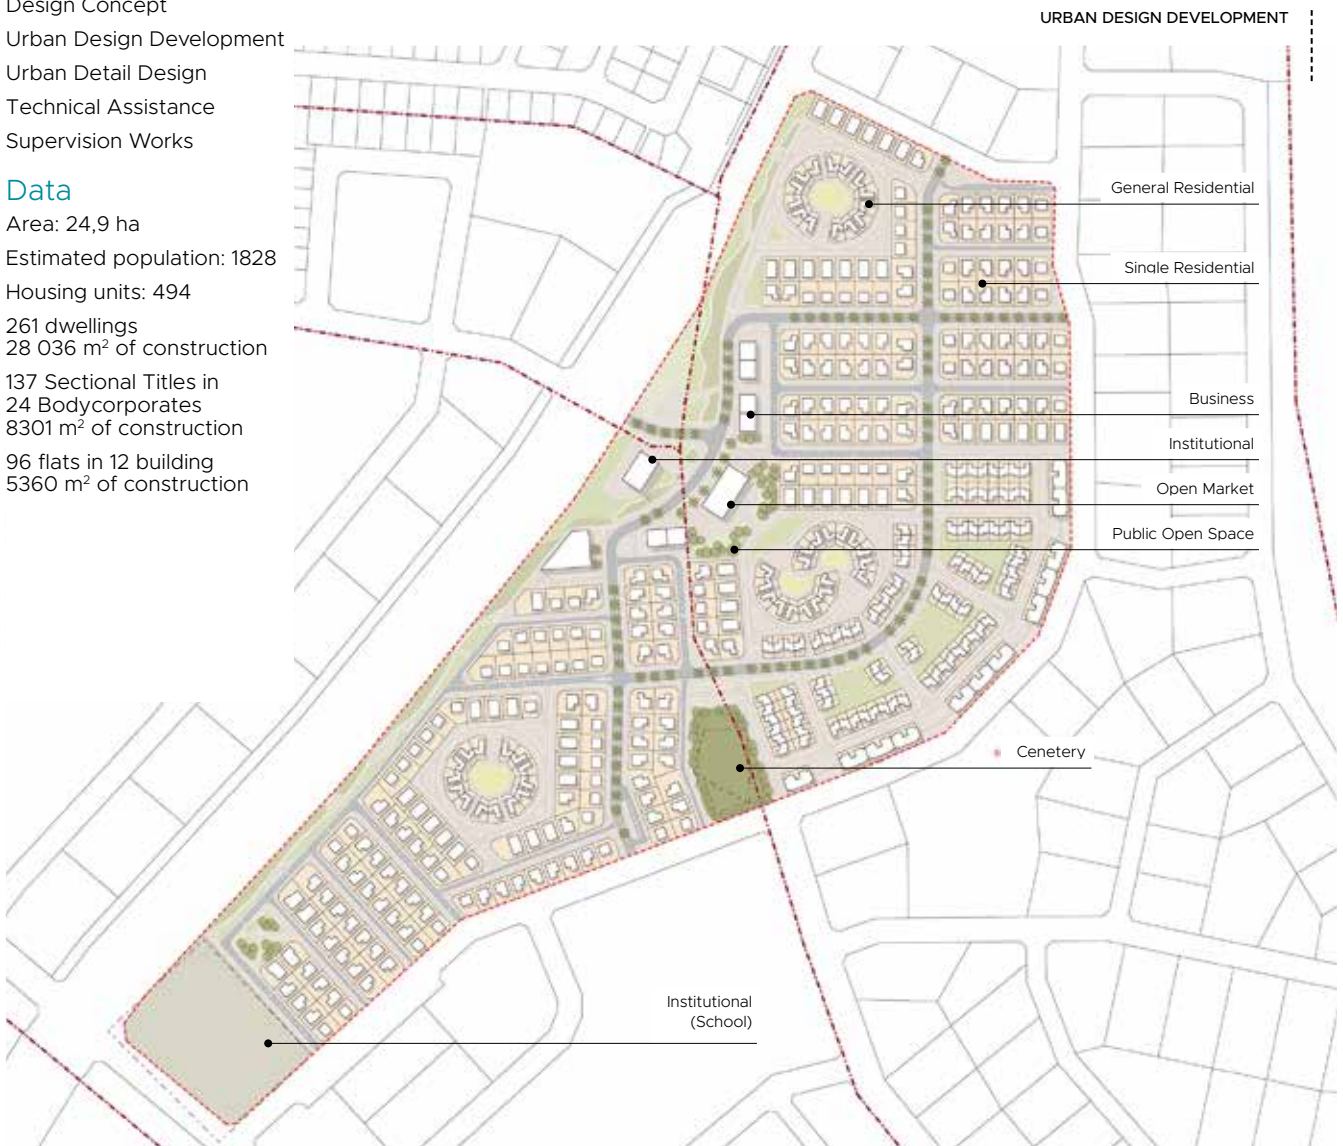 Design Concept
Urban Design Development
Urban Detail Design
Technical Assistance
Supervision Works
Data
Area: 24,9 ha
Estimated population: 1828
Housing units: 494
261 dwellings
28 036 m² of construction
137 Sectional Titles in
24 Bodycorporates
8301 m² of construction
96 flats in 12 building
5360 m² of construction
URBAN DESIGN DEVELOPMENT
General Residential
Single Residential
Business
Institutional
Open Market
Public Open Space
Cenetery
Institutional
(School)